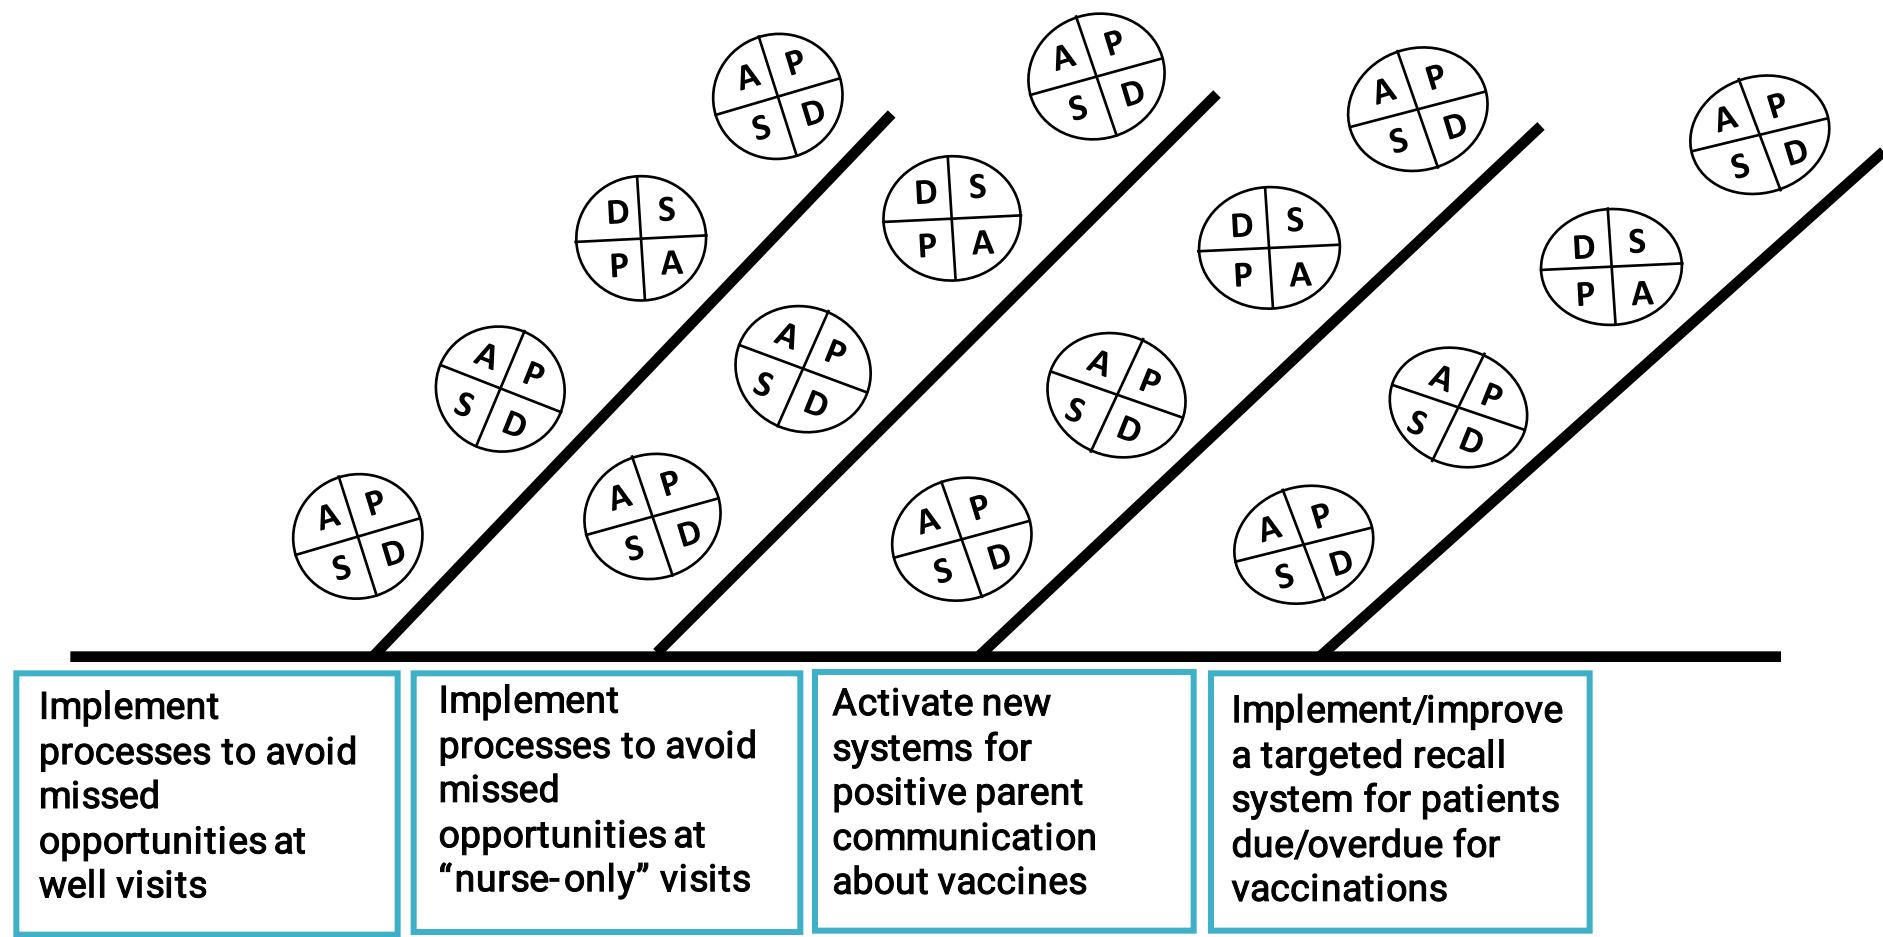 A P
S D
A P
S D
A P
S D
A P
S D
D S
P A
D S
P A
D S
P A
D S
P A
A P
S D
A P
S D
A P
S D
A P
S D
A P
S D
A P
S D
A P
S D
A P
S D
Implement
processes to avoid
missed
opportunities at
well visits
Implement
processes to avoid
missed
opportunities at
“nurse-only” visits
Activate new
systems for
positive parent
communication
about vaccines
Implement/improve
a targeted recall
system for patients
due/overdue for
vaccinations